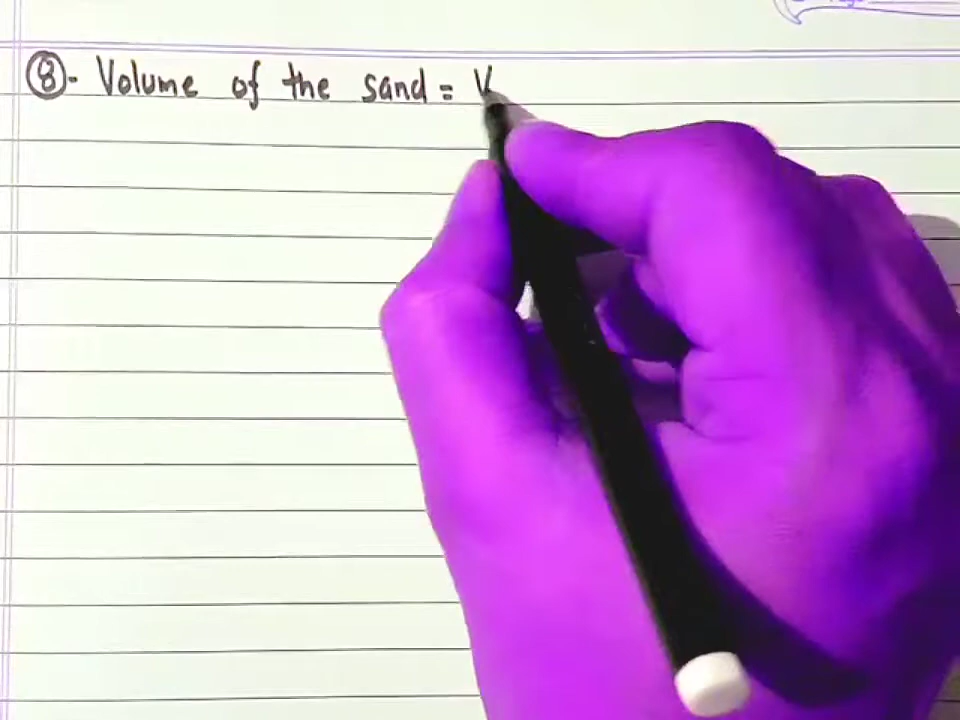 ⑧- Volume of the sand = V